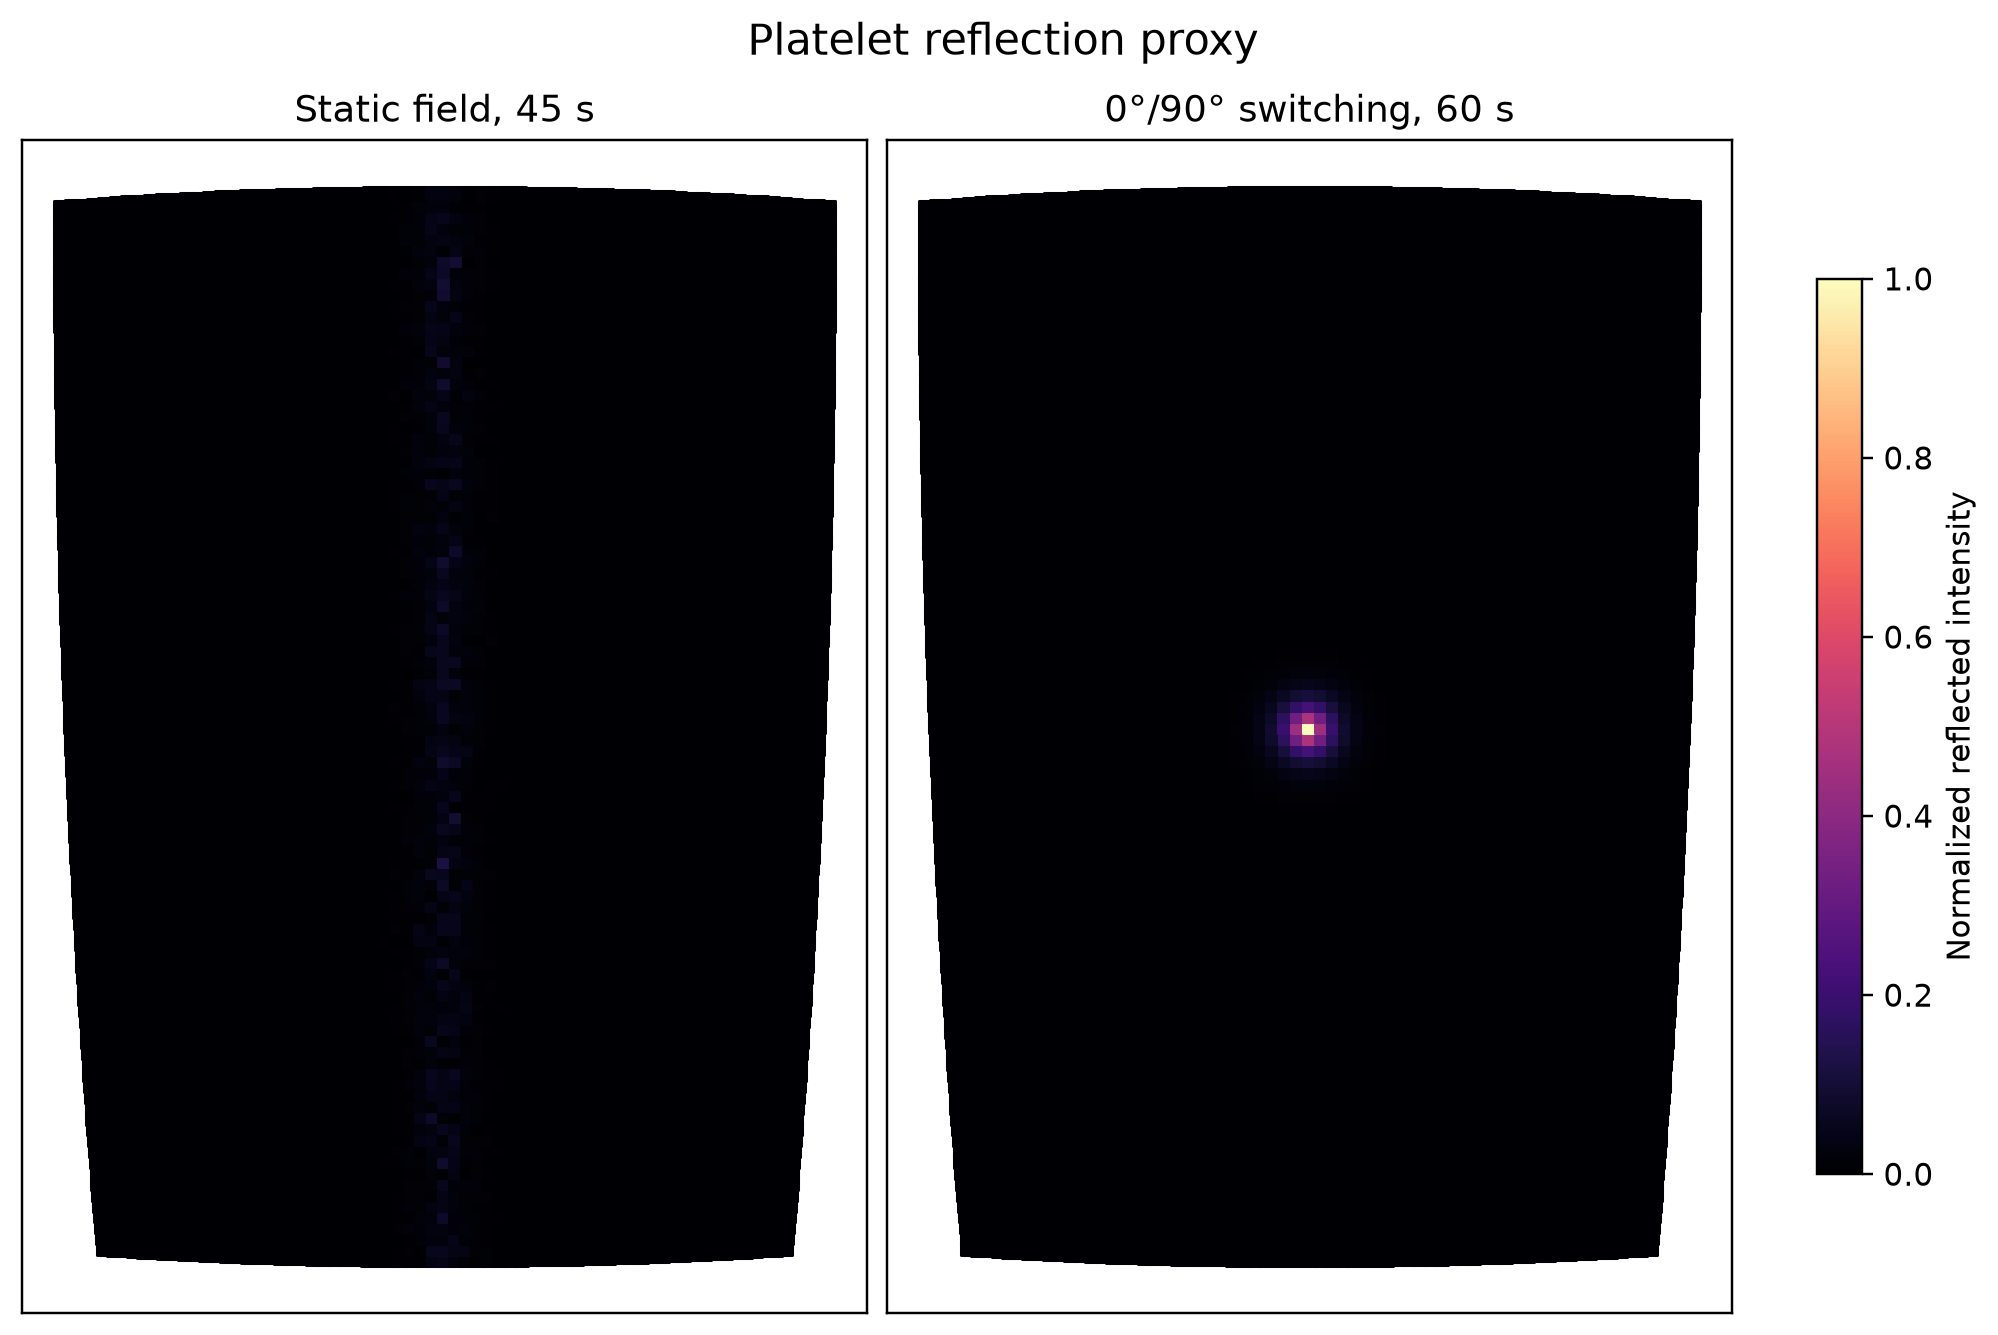 Platelet reflection proxy
Static field, 45 s
0°/90° switching, 60 s
1.0
0.8
0.6
0.4
0.2
0.0
Normalized reflected intensity